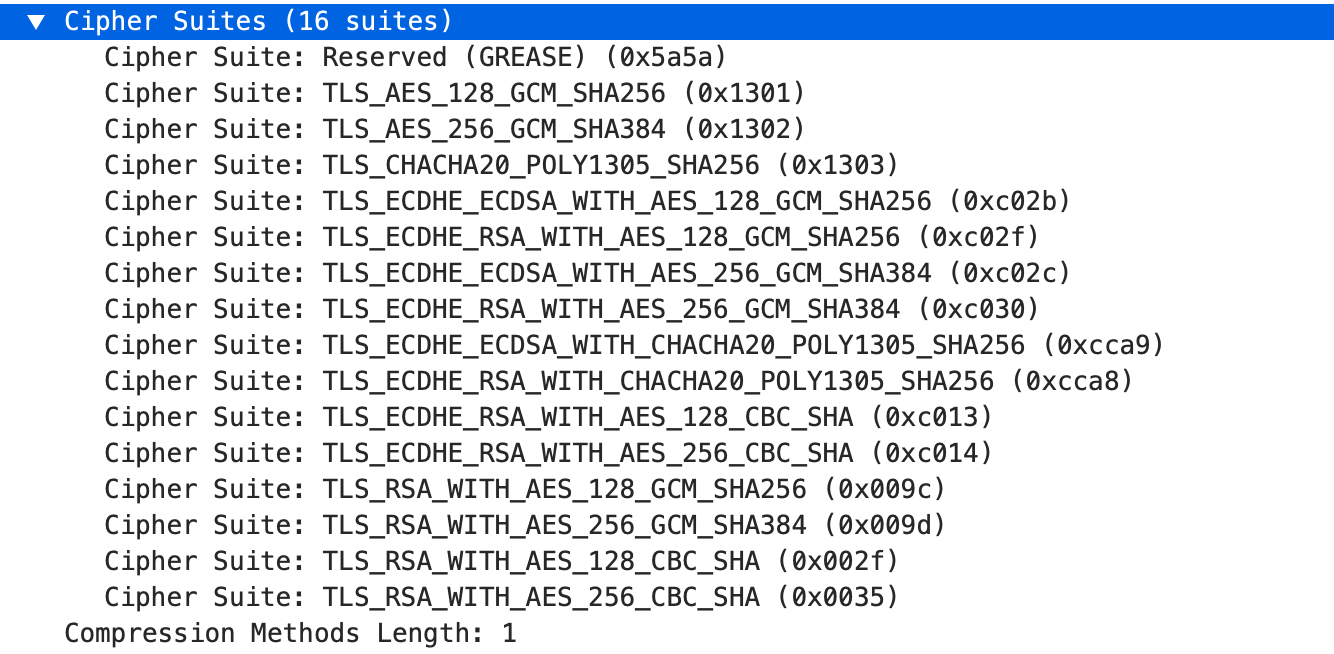 Cipher Suites (16 suites)
Cipher Suite: Reserved (GREASE) (0x5a5a)
Cipher Suite: TLS_AES_128_GCM_SHA256 (0x1301)
Cipher Suite: TLS_AES_256_GCM_SHA384 (0x1302)
Cipher Suite: TLS_CHACHA20_POLY1305_SHA256 (0x1303)
Cipher Suite: TLS_ECDHE_ECDSA_WITH_AES_128_GCM_SHA256 (0xc02b)
Cipher Suite: TLS_ECDHE_RSA_WITH_AES_128_GCM_SHA256 (0xc02f)
Cipher Suite: TLS_ECDHE_ECDSA_WITH_AES_256_GCM_SHA384 (0xc02c)
Cipher Suite: TLS_ECDHE_RSA_WITH_AES_256_GCM_SHA384 (0xc030)
Cipher Suite: TLS_ECDHE_ECDSA_WITH_CHACHA20_POLY1305_SHA256 (0xcca9)
Cipher Suite: TLS_ECDHE_RSA_WITH_CHACHA20_POLY1305_SHA256 (0xcca8)
Cipher Suite: TLS_ECDHE_RSA_WITH_AES_128_CBC_SHA (0xc013)
Cipher Suite: TLS_ECDHE_RSA_WITH_AES_256_CBC_SHA (0xc014)
Cipher Suite: TLS_RSA_WITH_AES_128_GCM_SHA256 (0x009c)
Cipher Suite: TLS_RSA_WITH_AES_256_GCM_SHA384 (0x009d)
Cipher Suite: TLS_RSA_WITH_AES_128_CBC_SHA (0x002f)
Cipher Suite: TLS_RSA_WITH_AES_256_CBC_SHA (0x0035)
Compression Methods Length: 1